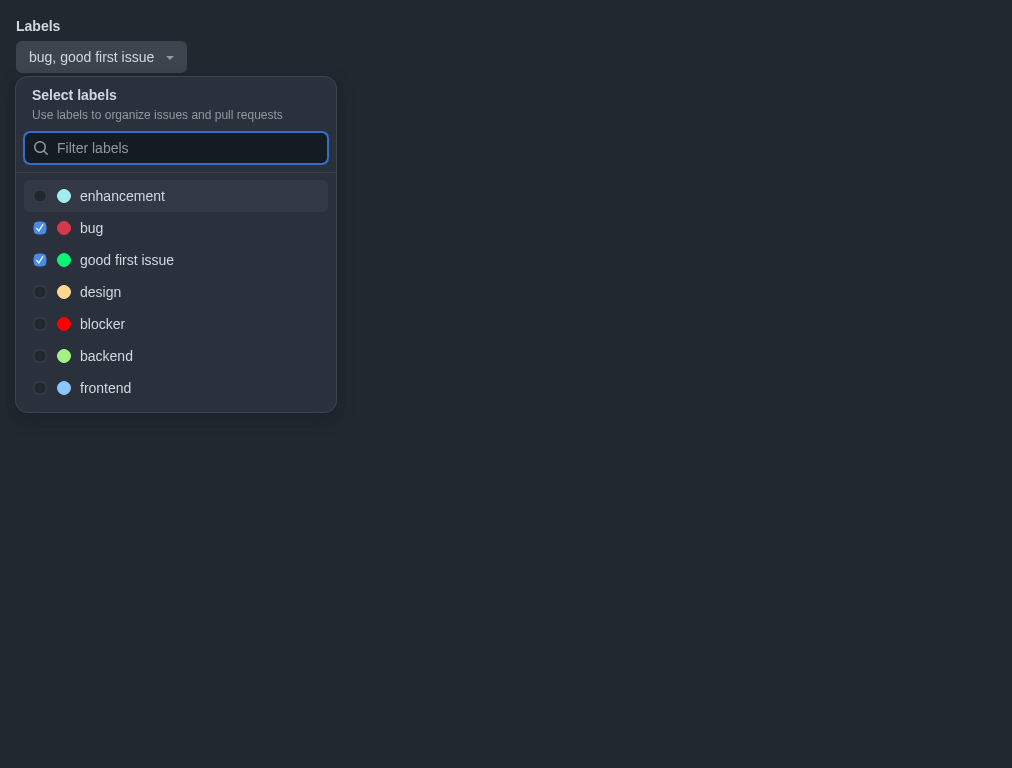 Labels
bug, good first issue
Select labels
Use labels to organize issues and pull requests
Filter labels
enhancement
bug
good first issue
design
blocker
backend
frontend